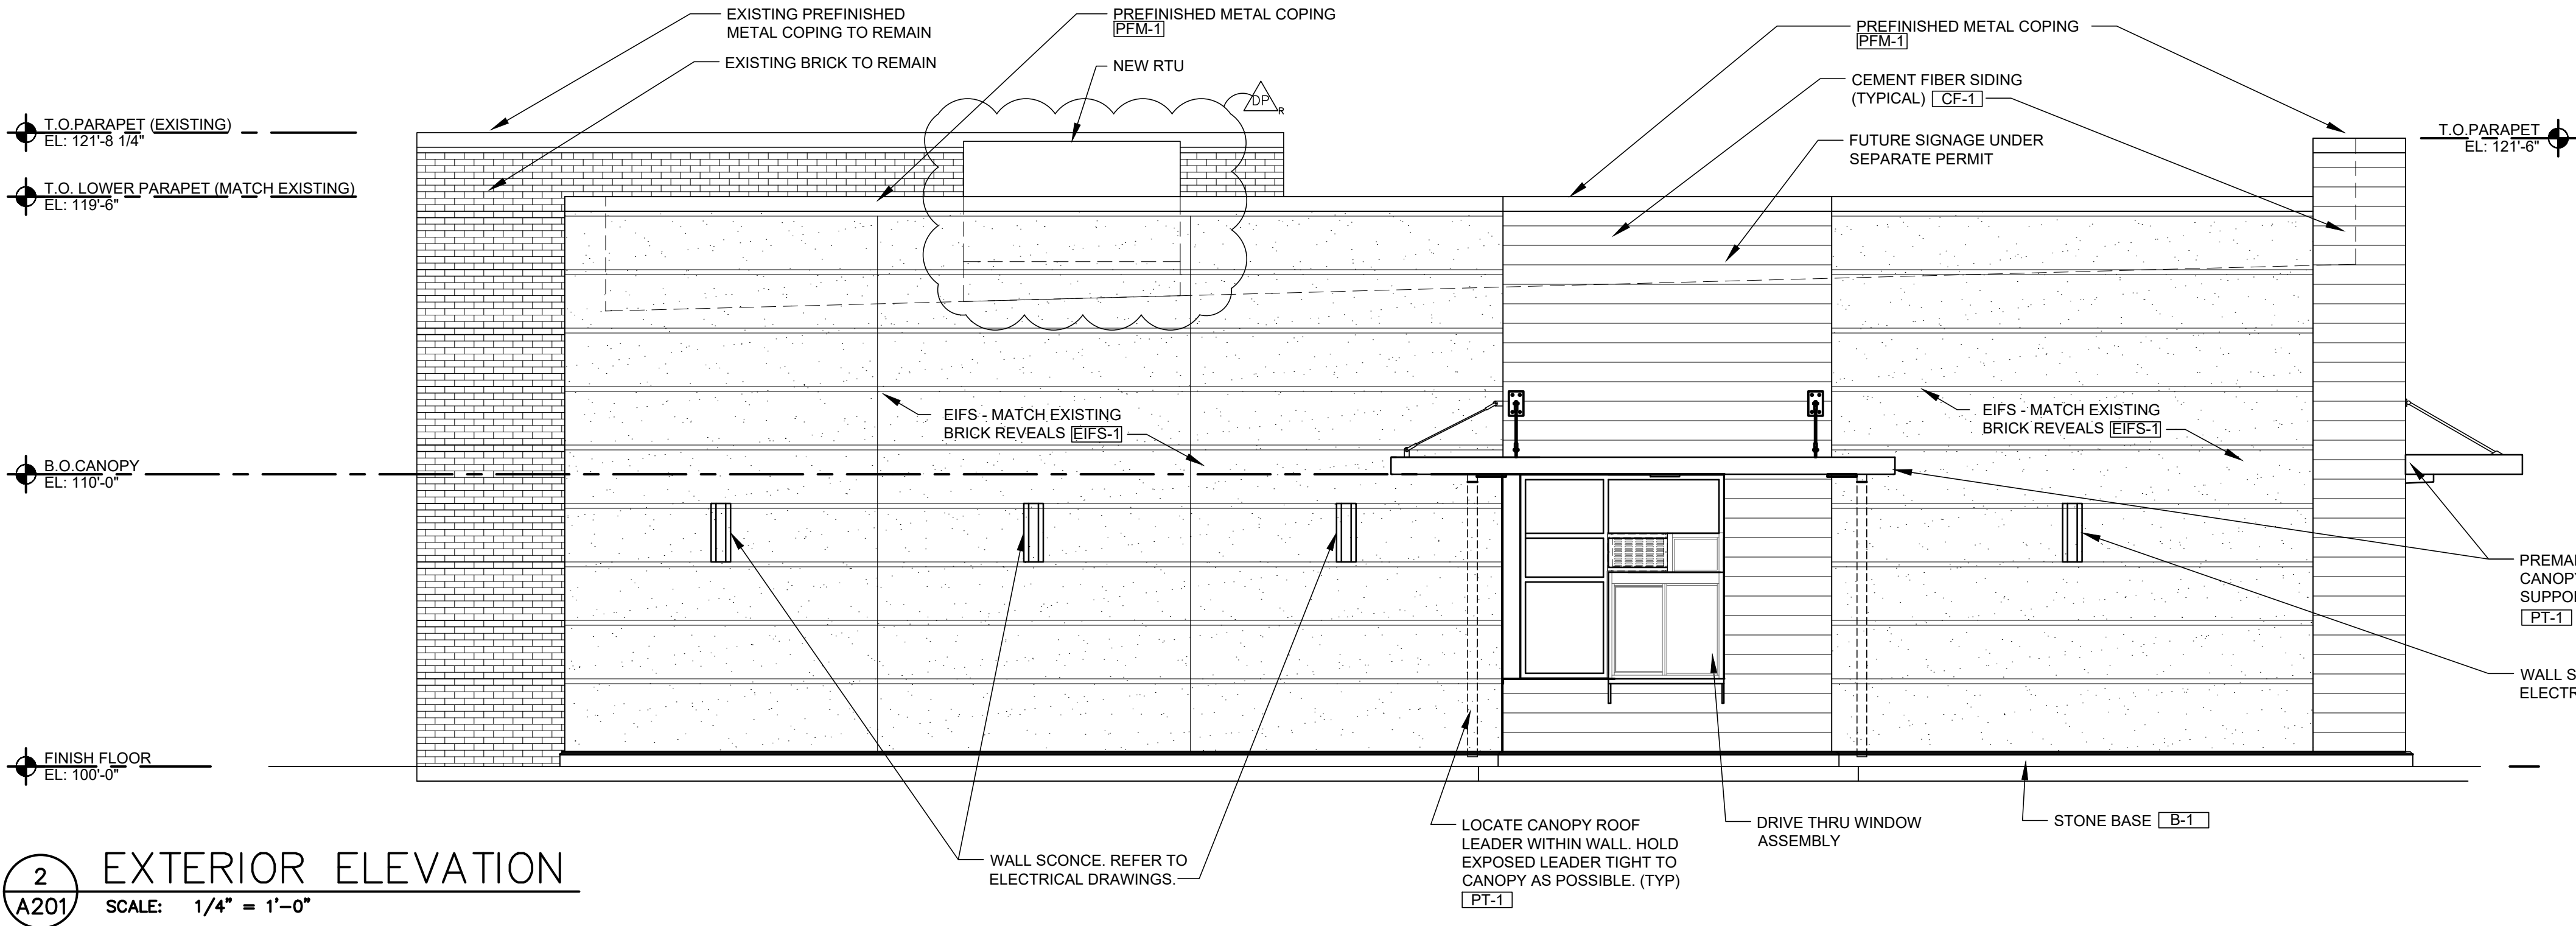 EXISTING PREFINISHED
METAL COPING TO REMAIN
EXISTING BRICK TO REMAIN
PREFINISHED METAL COPING
PFM-1
NEW RTU
DP
R
PREFINISHED METAL COPING
PFM-1
CEMENT FIBER SIDING
(TYPICAL) CF-1
FUTURE SIGNAGE UNDER
SEPARATE PERMIT
T.O.PARAPET (EXISTING)
EL: 121'-8 1/4"
T.O. LOWER PARAPET (MATCH EXISTING)
EL: 119'-6"
T.O.PARAPET
EL: 121'-6"
EIFS - MATCH EXISTING
BRICK REVEALS EIFS-1
EIFS - MATCH EXISTING
BRICK REVEALS EIFS-1
B.O.CANOPY
EL: 110'-0"
PREMA
CANOP
SUPPO
PT-1
WALL S
ELECTR
FINISH FLOOR
EL: 100'-0"
WALL SCONCE. REFER TO
ELECTRICAL DRAWINGS.
LOCATE CANOPY ROOF
LEADER WITHIN WALL. HOLD
EXPOSED LEADER TIGHT TO
CANOPY AS POSSIBLE. (TYP)
PT-1
DRIVE THRU WINDOW
ASSEMBLY
STONE BASE B-1
2
A201
EXTERIOR ELEVATION
SCALE: 1/4" = 1'-0"